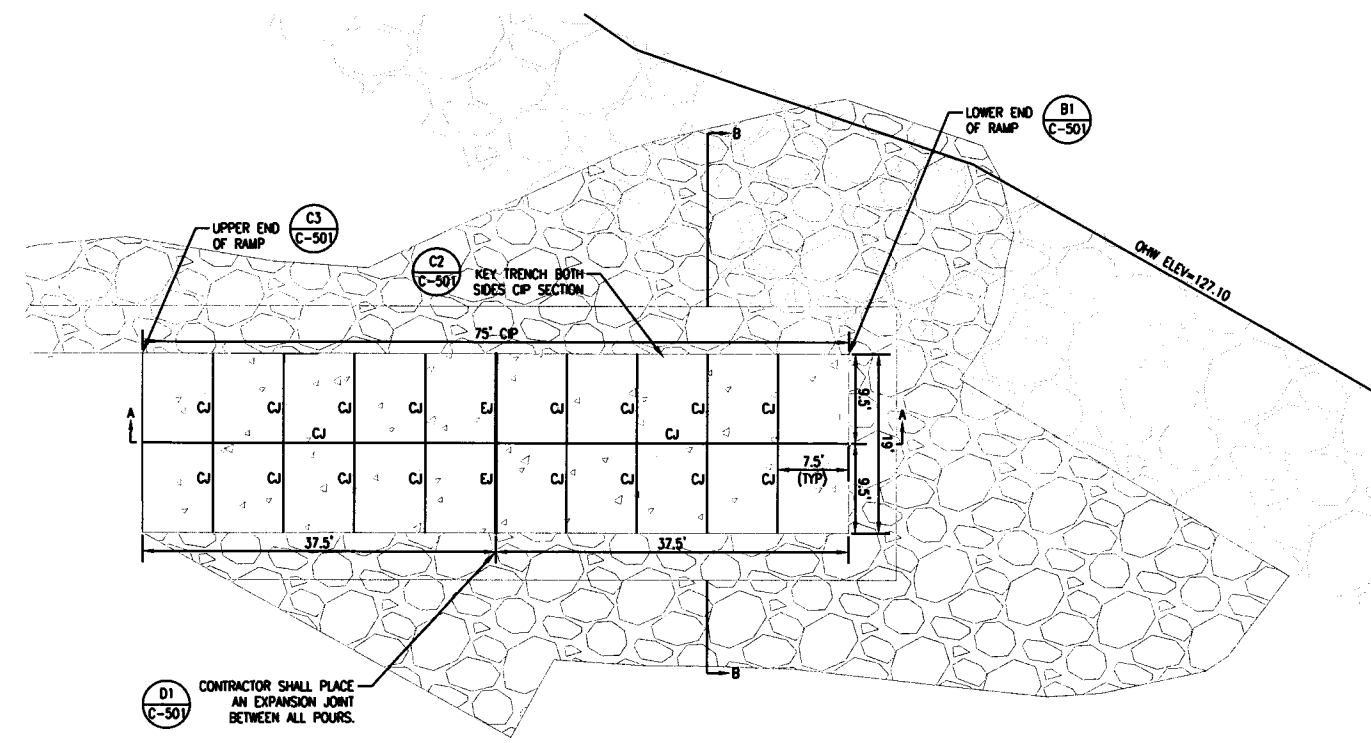 B
LOWER END
OF RAMP
B1
C-501
UPPER END
OF RAMP
C3
C-501
C2
C-501
KEY TRENCH BOTH
SIDES CIP SECTION
OHW ELEV=127.10
75' CIP
A
CJ CJ CJ CJ EJ CJ CJ CJ CJ
CJ CJ
9.5'
19'
A
CJ CJ CJ CJ EJ CJ CJ CJ CJ
7.5'
(TYP)
9.5'
37.5' 37.5'
B
D1
C-501
CONTRACTOR SHALL PLACE
AN EXPANSION JOINT
BETWEEN ALL POURS.